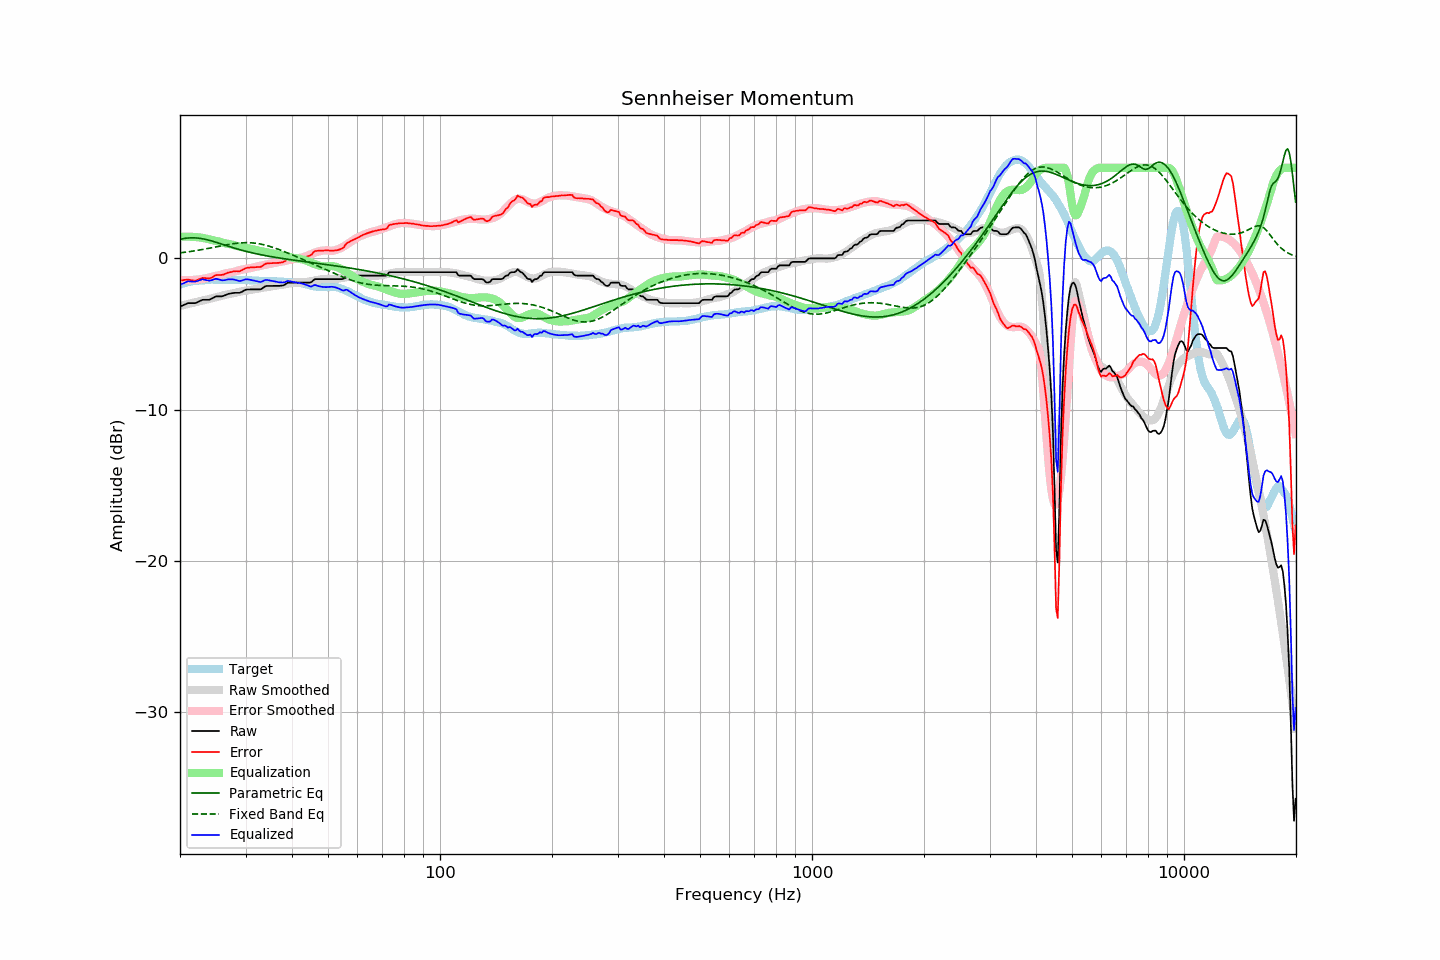 Sennheiser Momentum
Amplitude (dBr)
0
−10
−20
−30
Target
Raw Smoothed
Error Smoothed
Raw
Error
Equalization
Parametric Eq
Fixed Band Eq
Equalized
100 1000 10000
Frequency (Hz)